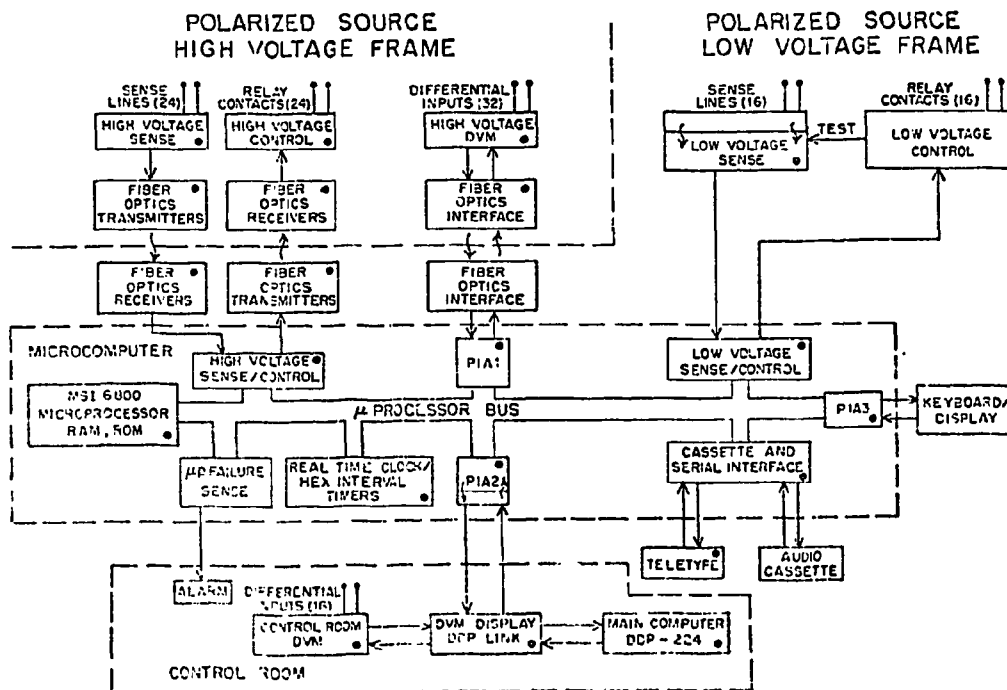 POLARIZED SOURCE
HIGH VOLTAGE FRAME
POLARIZED SOURCE
LOW VOLTAGE FRAME
SENSE
LINES (24)
RELAY
CONTACTS (24)
DIFFERENTIAL
INPUTS (32)
SENSE
LINES (16)
RELAY
CONTACTS (16)
HIGH VOLTAGE
SENSE
HIGH VOLTAGE
CONTROL
HIGH VOLTAGE
DVM
LOW VOLTAGE
SENSE
TEST
LOW VOLTAGE
CONTROL
FIBER
OPTICS
TRANSMITTERS
FIBER
OPTICS
RECEIVERS
FIBER
OPTICS
INTERFACE
FIBER
OPTICS
RECEIVERS
FIBER
OPTICS
TRANSMITTERS
FIBER
OPTICS
INTERFACE
MICROCOMPUTER
HIGH VOLTAGE
SENSE/CONTROL
PIA1
LOW VOLTAGE
SENSE/CONTROL
MSI 6800
MICROPROCESSOR
RAM, ROM
μ PROCESSOR BUS
PIA3
KEYBOARD/
DISPLAY
μP FAILURE
SENSE
REAL TIME CLOCK/
HEX INTERVAL
TIMERS
PIA2
CASSETTE AND
SERIAL INTERFACE
TELETYPE
AUDIO
CASSETTE
ALARM
DIFFERENTIAL
INPUTS (16)
CONTROL ROOM
DVM
DVM DISPLAY
DDP LINK
MAIN COMPUTER
DDP-224
CONTROL ROOM